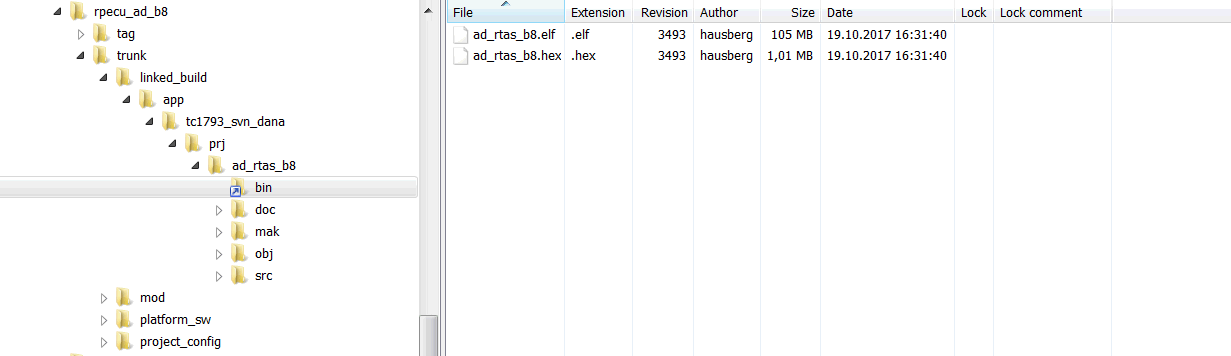 rpecu_ad_b8
tag
trunk
linked_build
app
tc1793_svn_dana
prj
ad_rtas_b8
bin
doc
mak
obj
src
mod
platform_sw
project_config
File Extension Revision Author Size Date Lock Lock comment
ad_rtas_b8.elf .elf 3493 hausberg 105 MB 19.10.2017 16:31:40
ad_rtas_b8.hex .hex 3493 hausberg 1,01 MB 19.10.2017 16:31:40